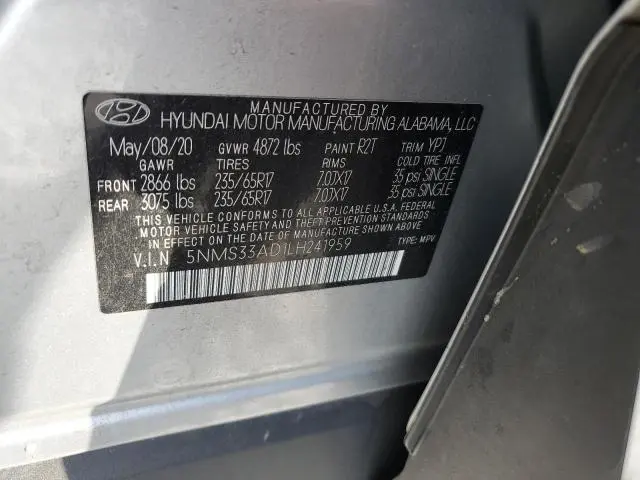 MANUFACTURED BY
HYUNDAI MOTOR MANUFACTURING ALABAMA, LLC
May/08/20 GVWR 4872 lbs PAINT R2T TRIM YPJ
GAWR TIRES RIMS COLD TIRE INFL
FRONT 2866 lbs 235/65R17 7.0JX17 35 psi SINGLE
REAR 3075 lbs 235/65R17 7.0JX17 35 psi SINGLE
THIS VEHICLE CONFORMS TO ALL APPLICABLE U.S.A. FEDERAL
MOTOR VEHICLE SAFETY AND THEFT PREVENTION STANDARDS
IN EFFECT ON THE DATE OF MANUFACTURE SHOWN ABOVE.
V.I.N 5NMS33AD1LH241959 TYPE: MPV